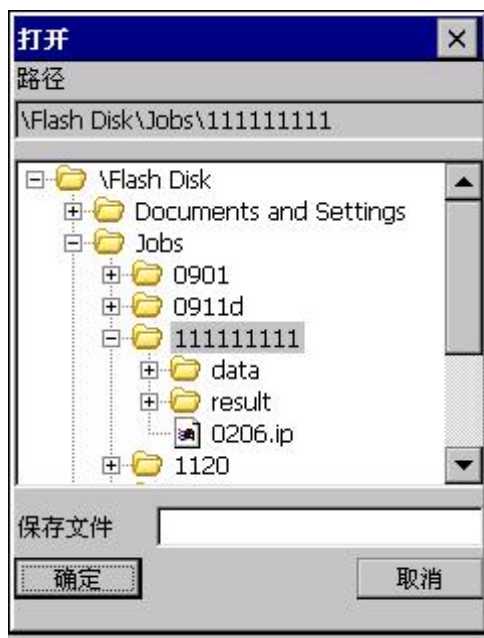 打开
路径
\Flash Disk\Jobs\111111111
\Flash Disk
Documents and Settings
Jobs
0901
0911d
111111111
data
result
0206.ip
1120
保存文件
确定 取消